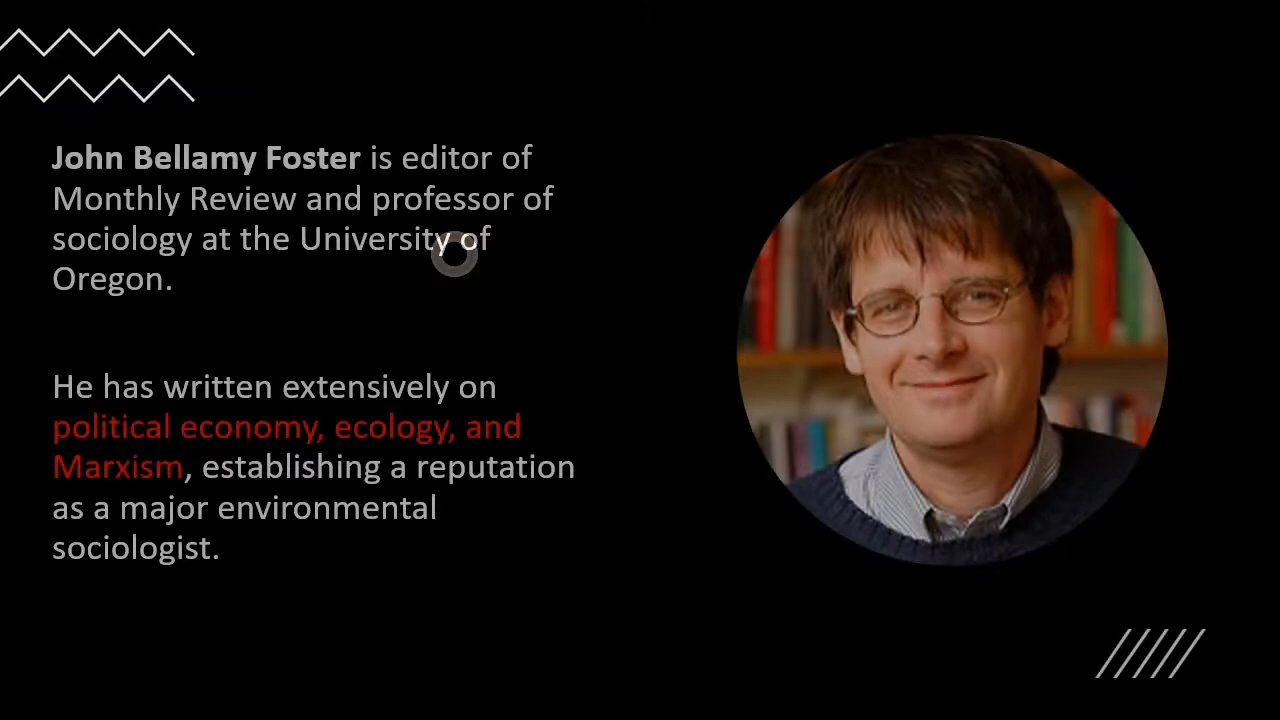 John Bellamy Foster is editor of
Monthly Review and professor of
sociology at the University of
Oregon.
He has written extensively on
political economy, ecology, and
Marxism, establishing a reputation
as a major environmental
sociologist.